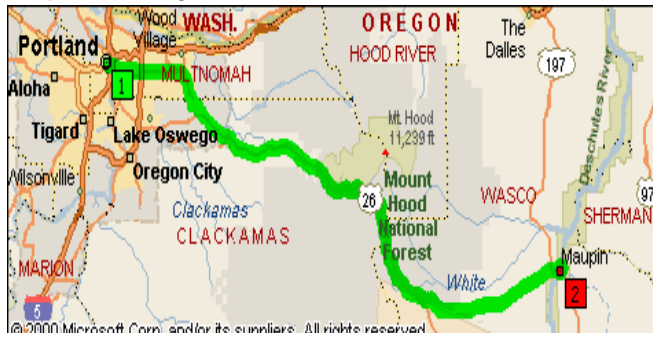 Wood
Village
WASH.
OREGON
The
Dalles
Portland
HOOD RIVER
197
1
MULTNOMAH
Aloha
Mt. Hood
11,239 ft
Deschutes River
Tigard
Lake Oswego
Oregon City
Wilsonville
Mount
Hood
National
Forest
26
WASCO
97
SHERMAN
Clackamas
CLACKAMAS
Maupin
MARION
White
2
5
© 2000 Microsoft Corp. and/or its suppliers. All rights reserved.